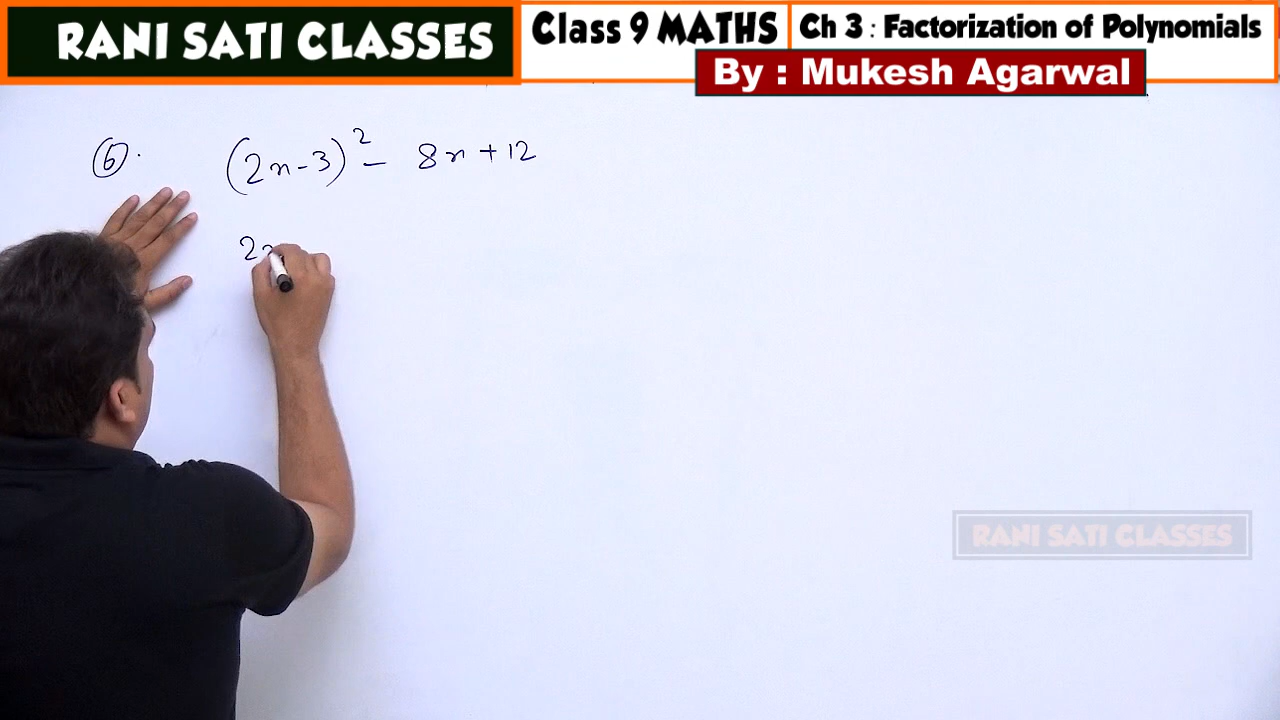 RANI SATI CLASSES
Class 9 MATHS
Ch 3 : Factorization of Polynomials
By : Mukesh Agarwal
6. (2x-3)² - 8x + 12
2x
RANI SATI CLASSES